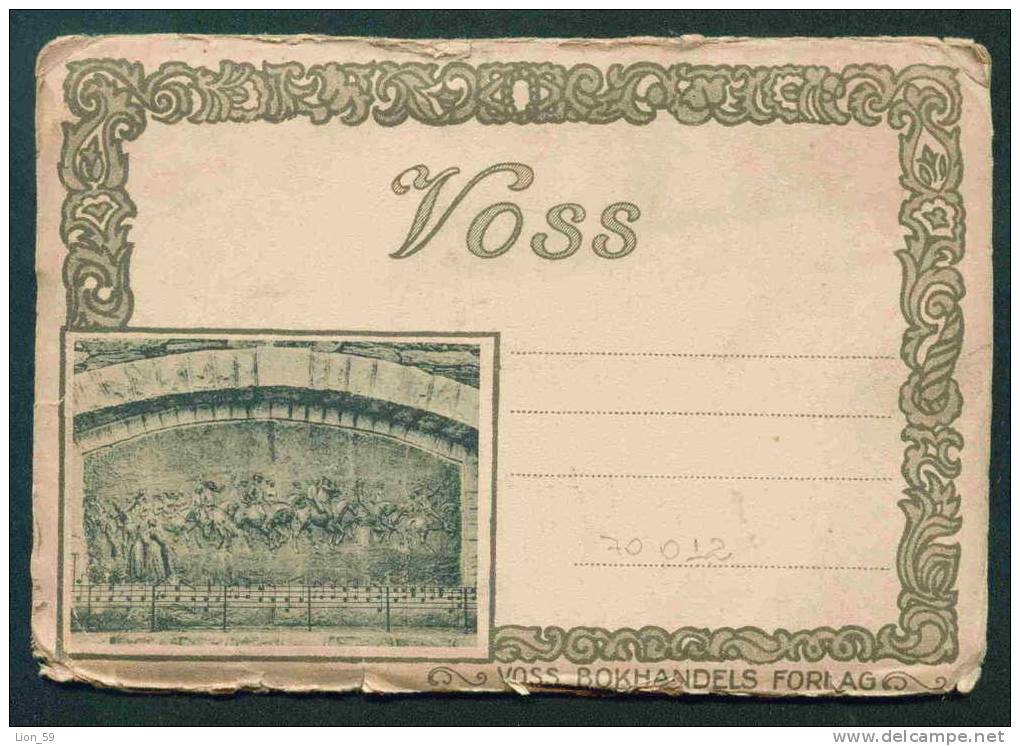 Voss
70 012
VOSS BOKHANDELS FORLAG
Lion_59
www.delcampe.net